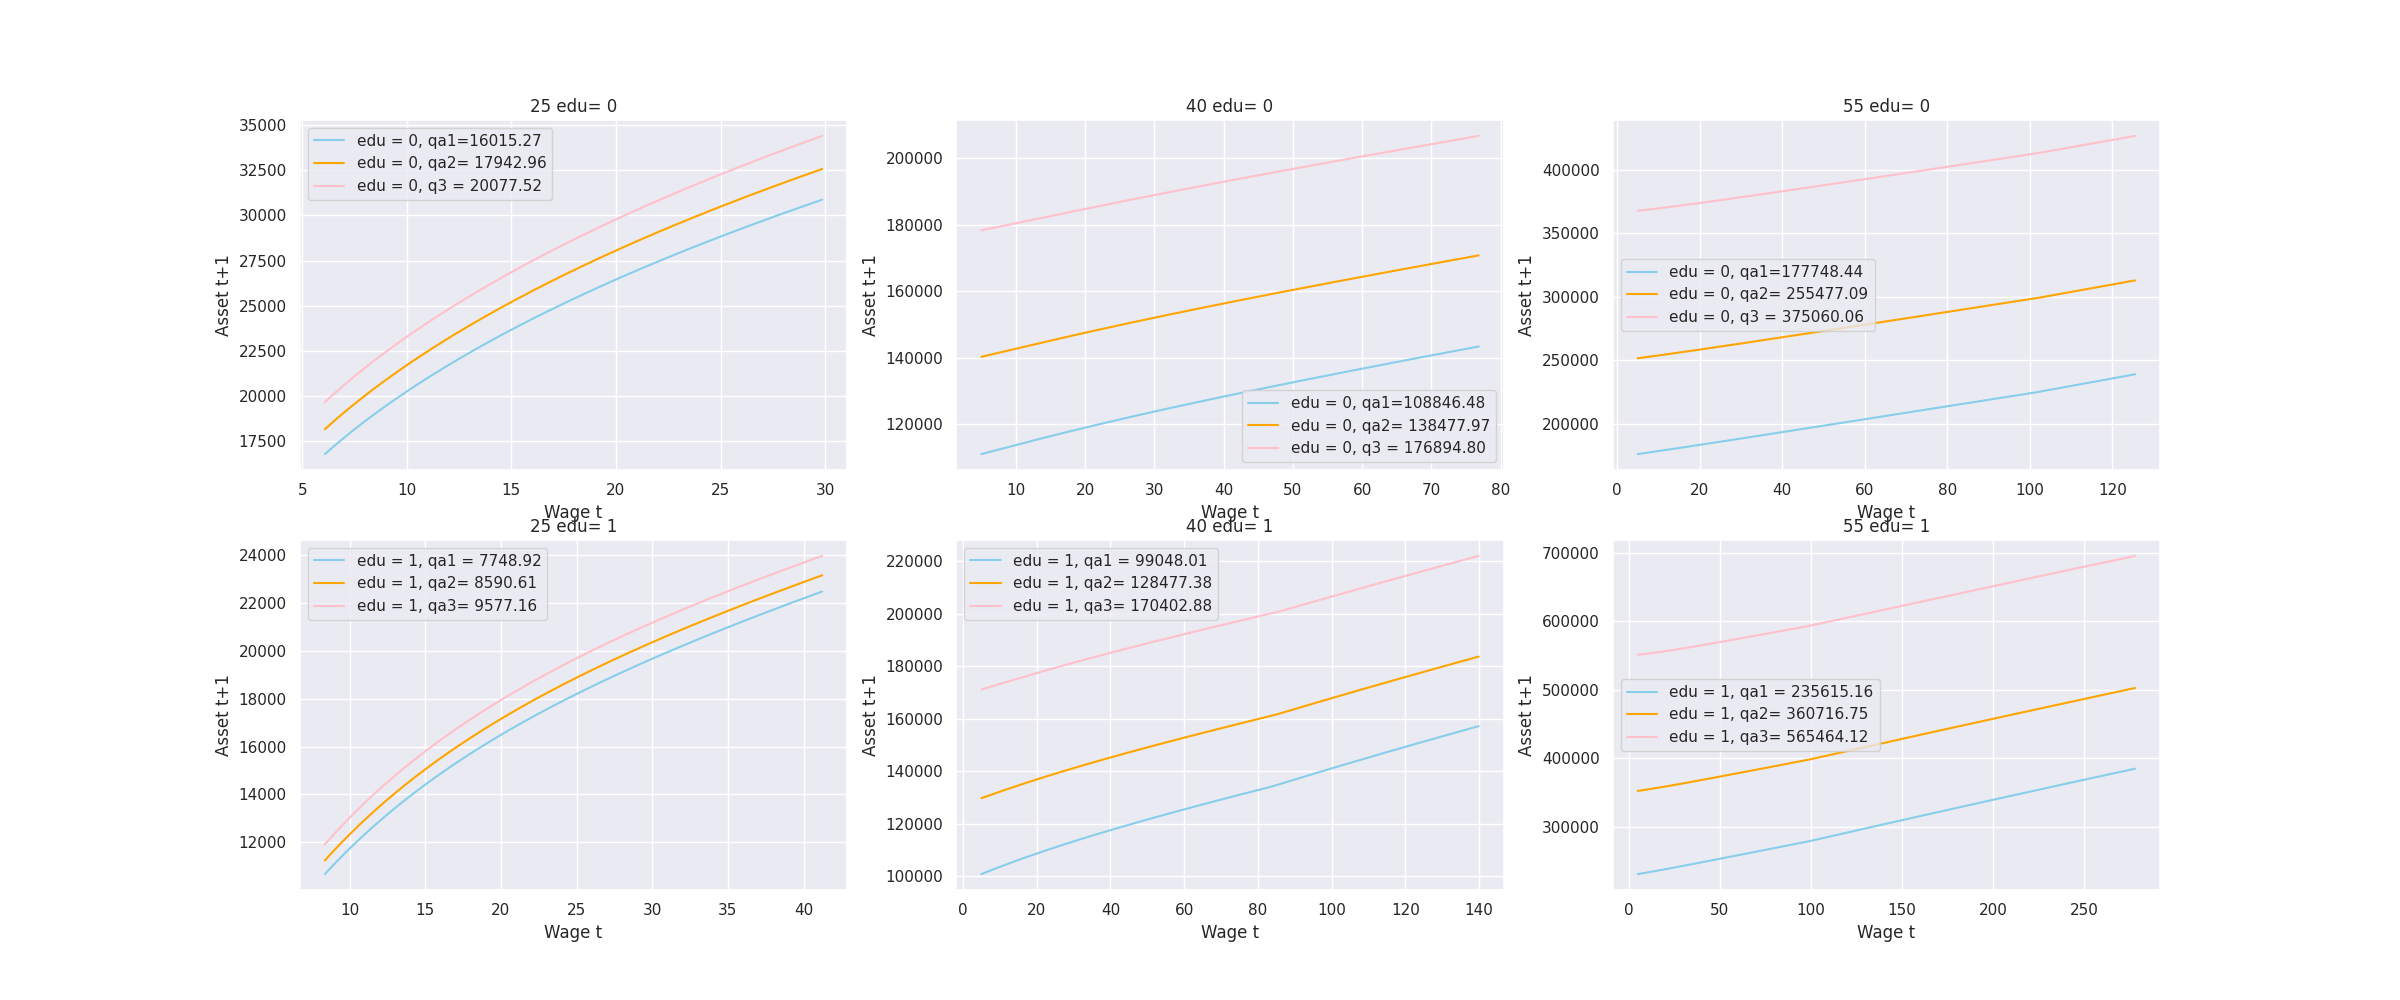 25 edu= 0
35000
32500
30000
27500
25000
22500
20000
17500
Asset t+1
edu = 0, qa1=16015.27
edu = 0, qa2= 17942.96
edu = 0, q3 = 20077.52
5 10 15 20 25 30
Wage t
40 edu= 0
200000
180000
160000
140000
120000
Asset t+1
edu = 0, qa1=108846.48
edu = 0, qa2= 138477.97
edu = 0, q3 = 176894.80
10 20 30 40 50 60 70 80
Wage t
55 edu= 0
400000
350000
300000
250000
200000
Asset t+1
edu = 0, qa1=177748.44
edu = 0, qa2= 255477.09
edu = 0, q3 = 375060.06
0 20 40 60 80 100 120
Wage t
25 edu= 1
24000
22000
20000
18000
16000
14000
12000
Asset t+1
edu = 1, qa1 = 7748.92
edu = 1, qa2= 8590.61
edu = 1, qa3= 9577.16
10 15 20 25 30 35 40
Wage t
40 edu= 1
220000
200000
180000
160000
140000
120000
100000
Asset t+1
edu = 1, qa1 = 99048.01
edu = 1, qa2= 128477.38
edu = 1, qa3= 170402.88
0 20 40 60 80 100 120 140
Wage t
55 edu= 1
700000
600000
500000
400000
300000
Asset t+1
edu = 1, qa1 = 235615.16
edu = 1, qa2= 360716.75
edu = 1, qa3= 565464.12
0 50 100 150 200 250
Wage t